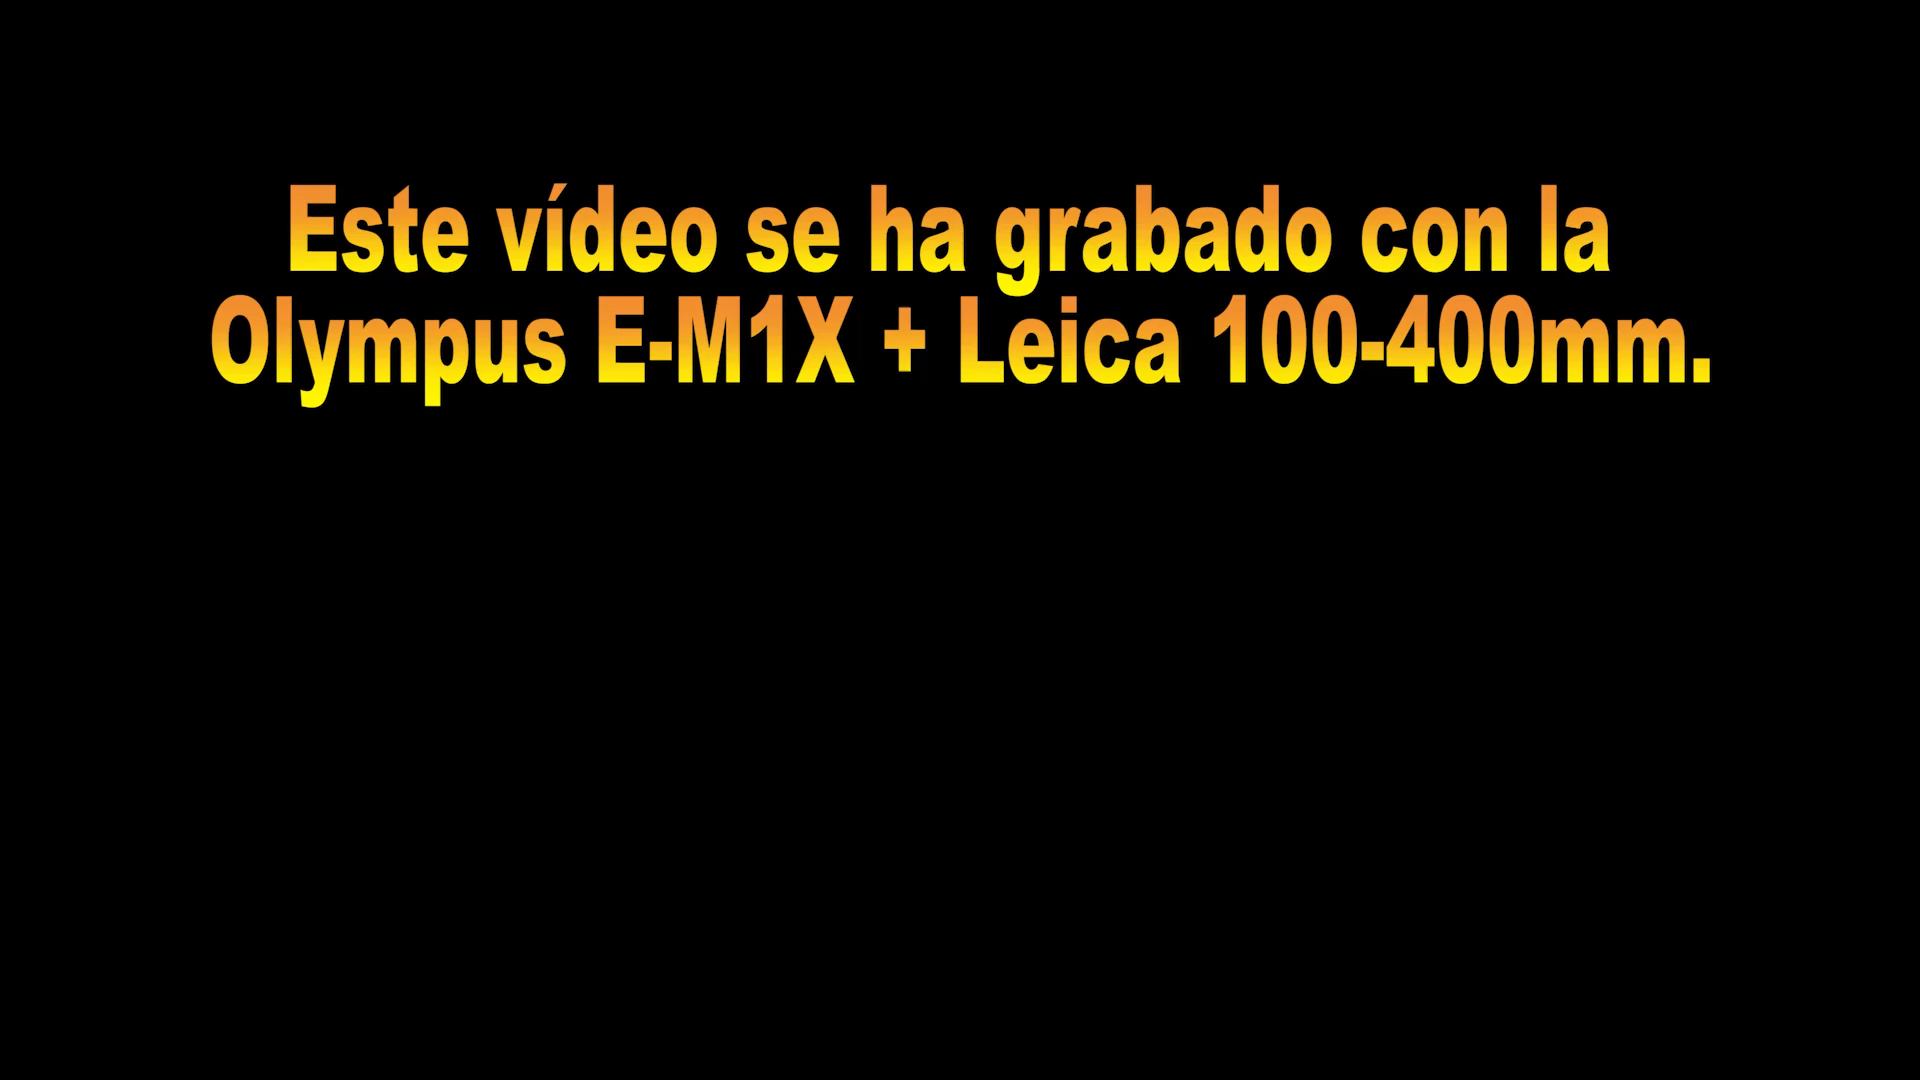 Este vídeo se ha grabado con la
Olympus E-M1X + Leica 100-400mm.